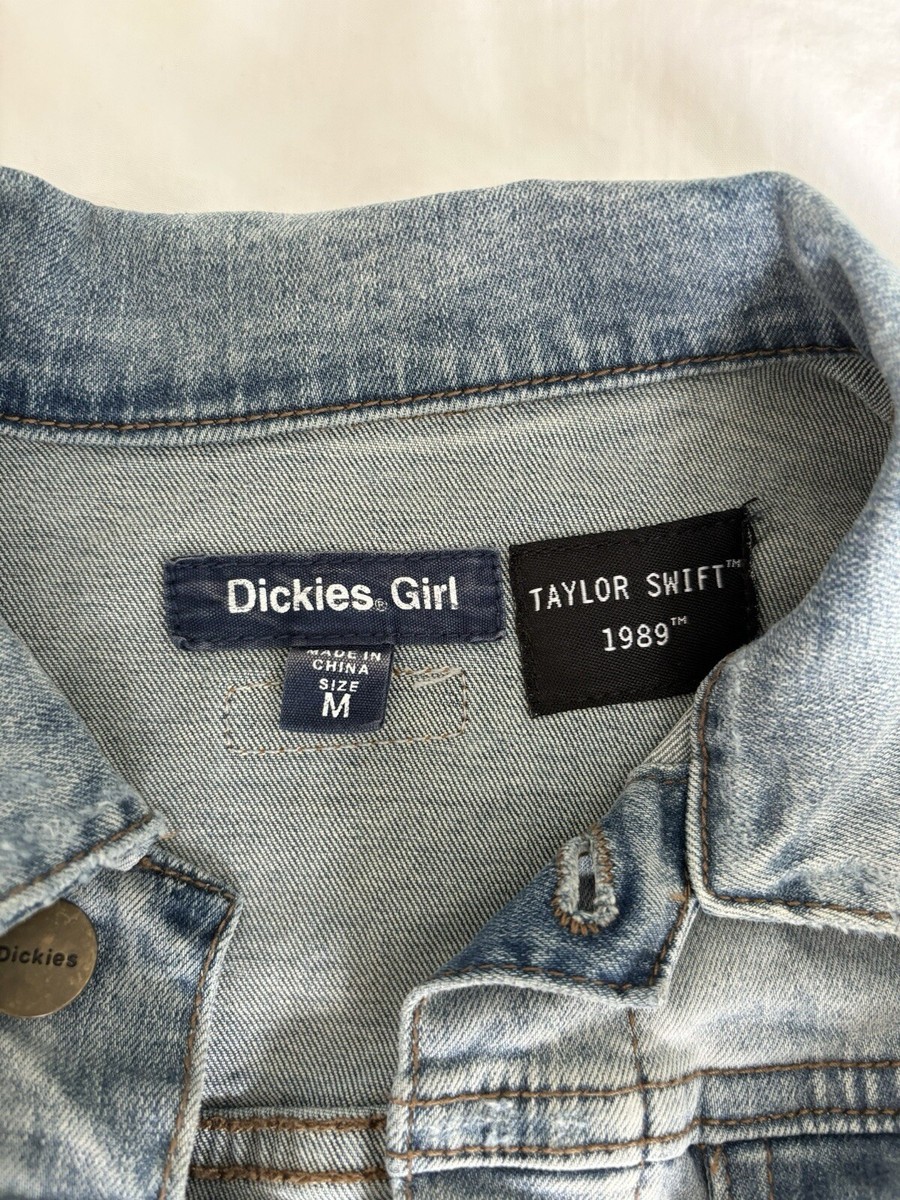 Dickies® Girl
MADE IN
CHINA
SIZE
M
TAYLOR SWIFT™
1989™
Dickies